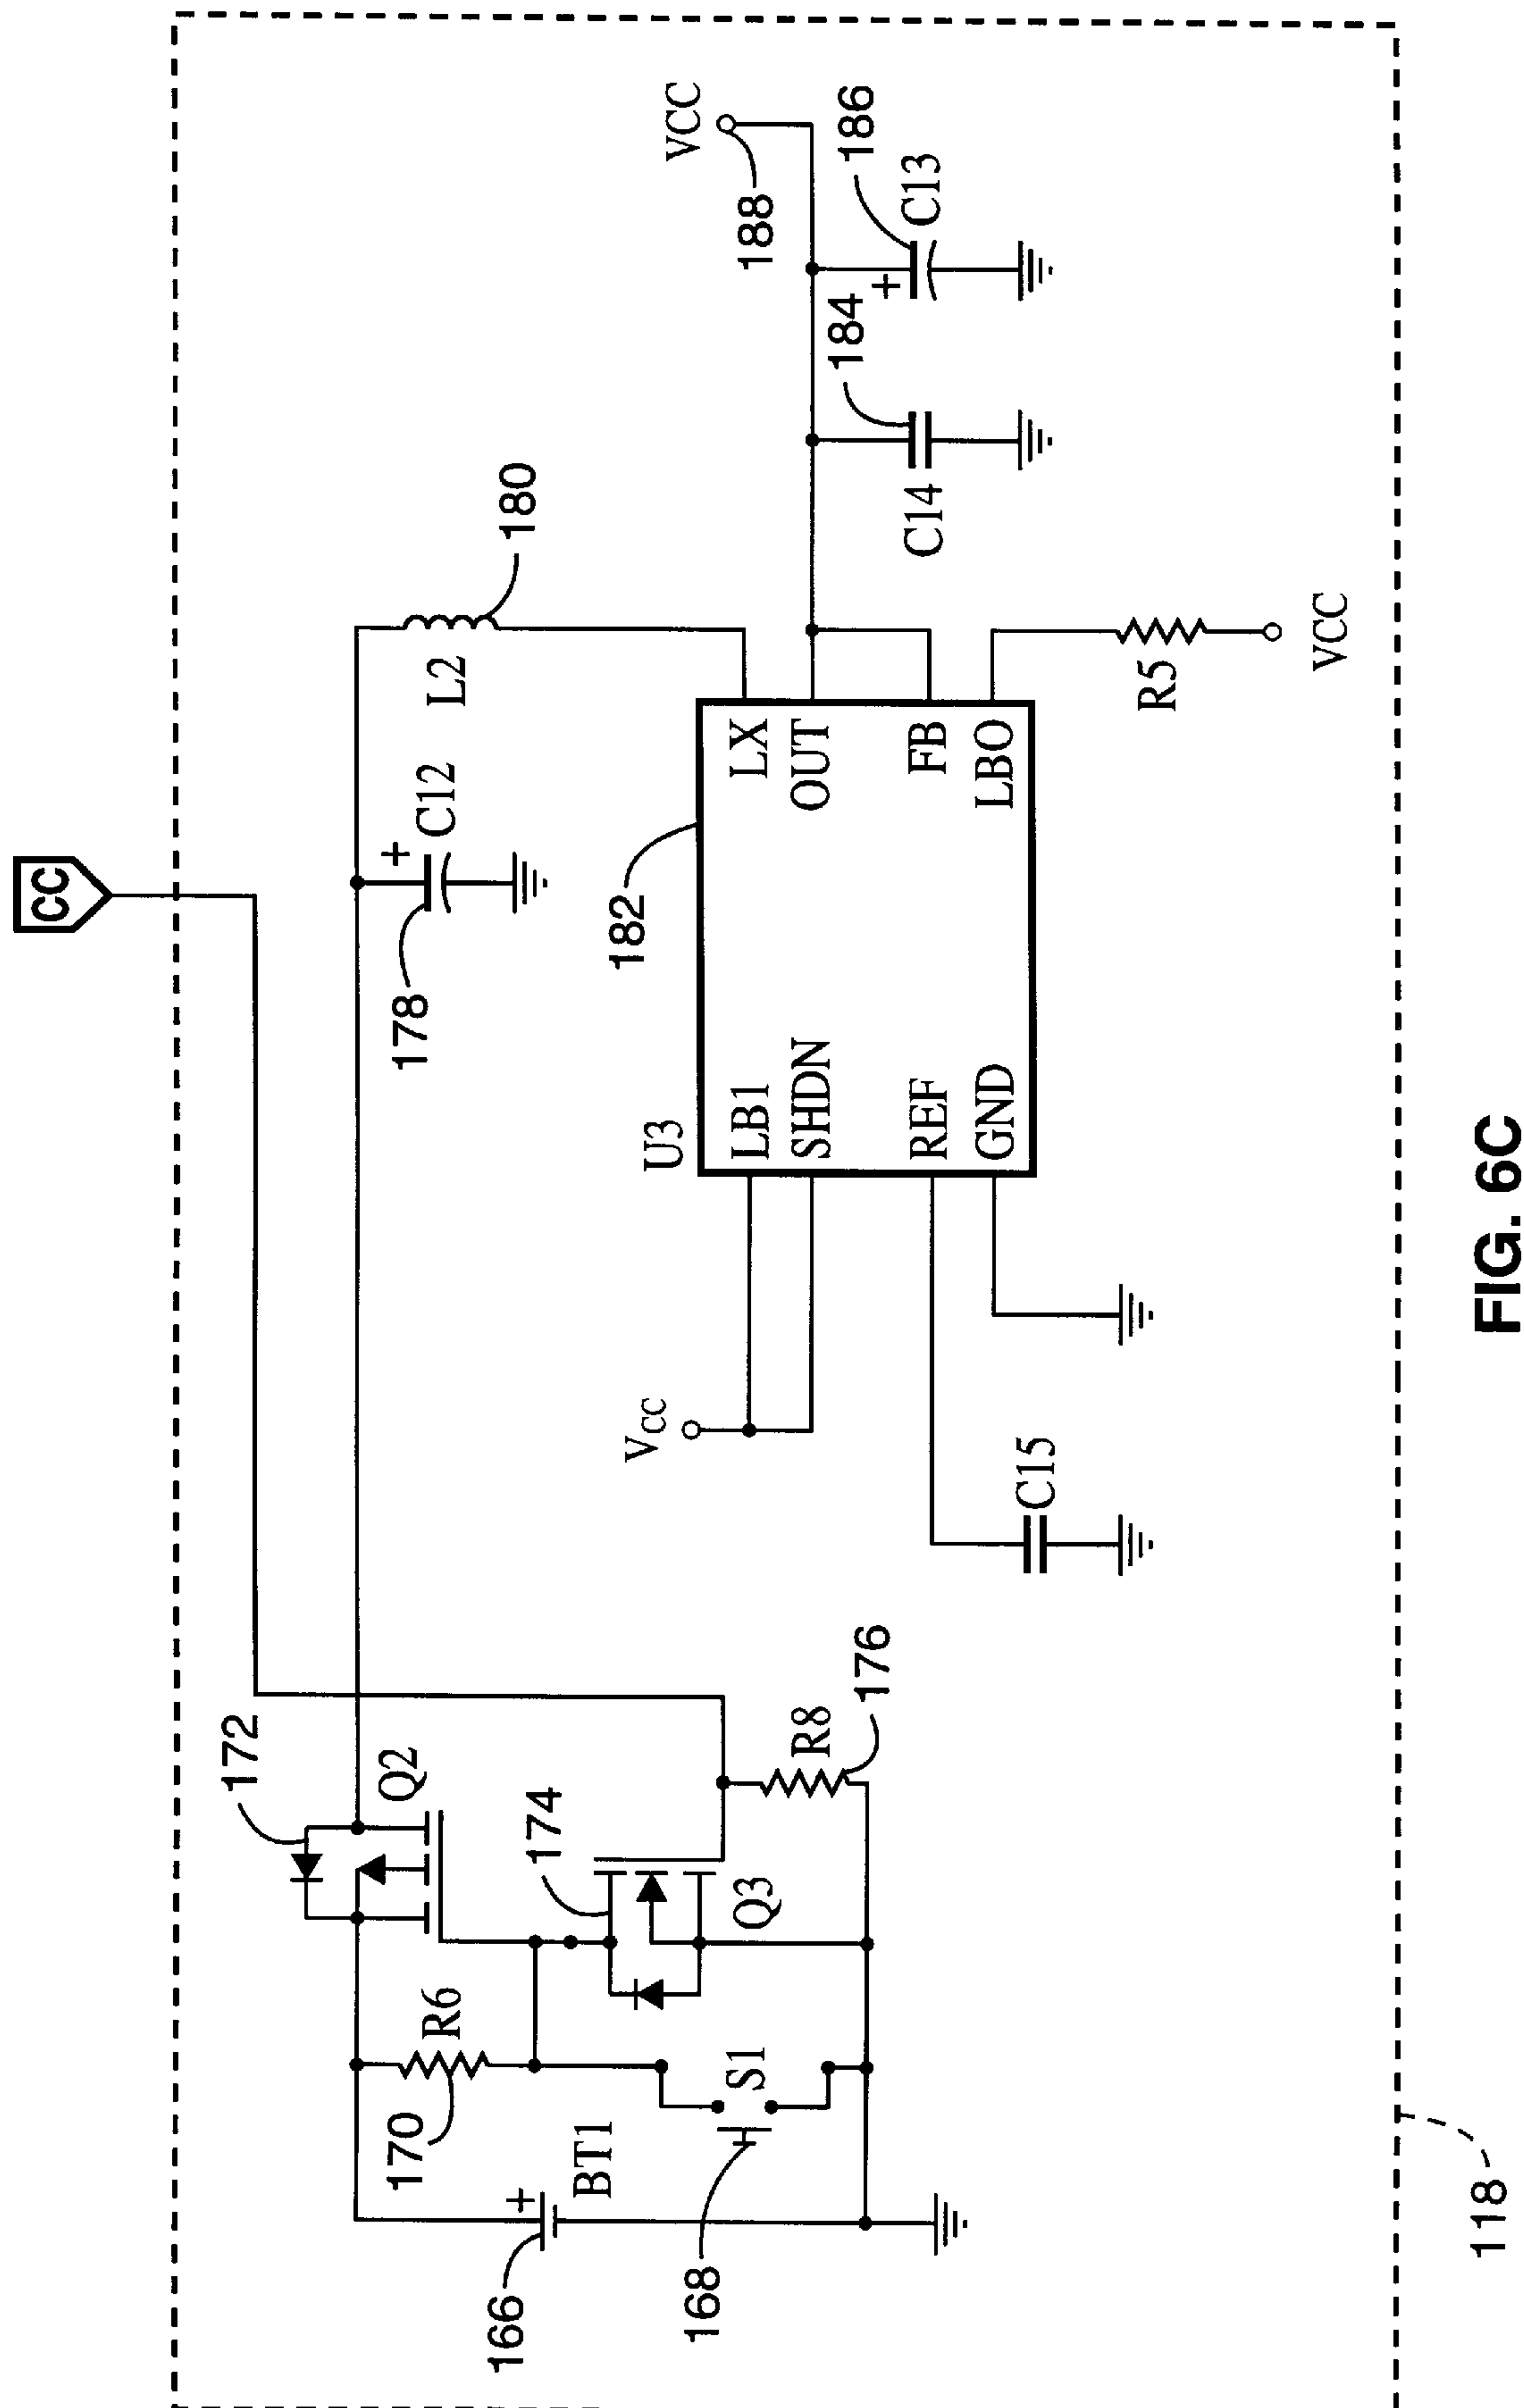 CC
172
Q2
170
R6
166
BT1
168
S1
174
Q3
R8
176
178
C12
L2
180
182
U3
LB1
SHDN
REF
GND
LX
OUT
FB
LBO
VCC
C15
R5
VCC
C14
184
C13
186
188
VCC
118
FIG. 6C